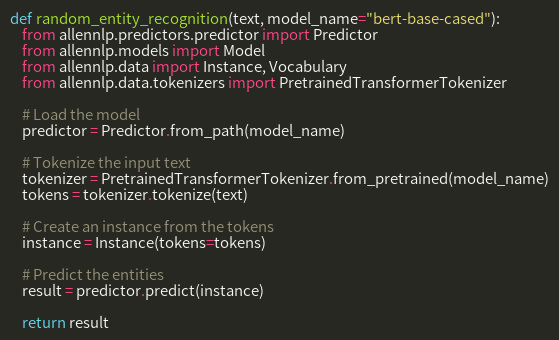 def random_entity_recognition(text, model_name="bert-base-cased"):
    from allennlp.predictors.predictor import Predictor
    from allennlp.models import Model
    from allennlp.data import Instance, Vocabulary
    from allennlp.data.tokenizers import PretrainedTransformerTokenizer

    # Load the model
    predictor = Predictor.from_path(model_name)

    # Tokenize the input text
    tokenizer = PretrainedTransformerTokenizer.from_pretrained(model_name)
    tokens = tokenizer.tokenize(text)

    # Create an instance from the tokens
    instance = Instance(tokens=tokens)

    # Predict the entities
    result = predictor.predict(instance)

    return result